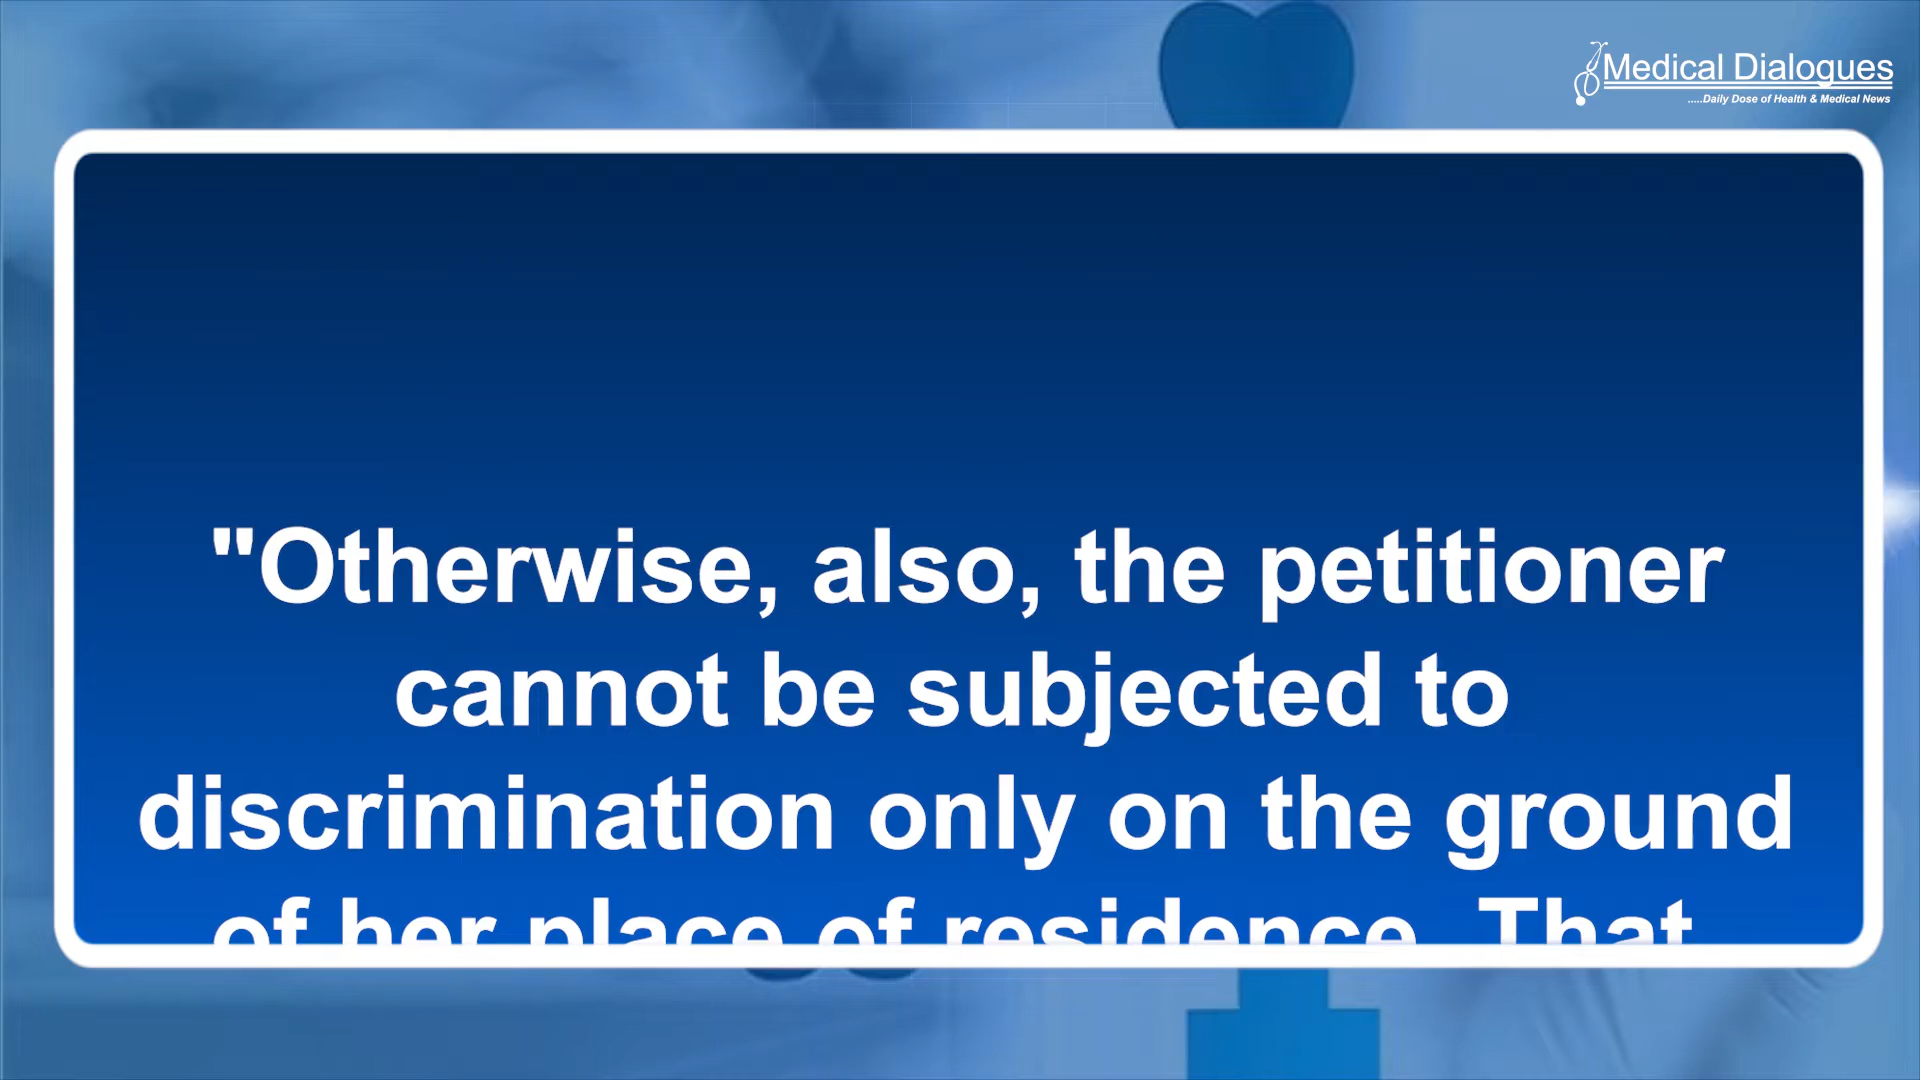 Medical Dialogues
.....Daily Dose of Health & Medical News
"Otherwise, also, the petitioner
cannot be subjected to
discrimination only on the ground
of her place of residence. That